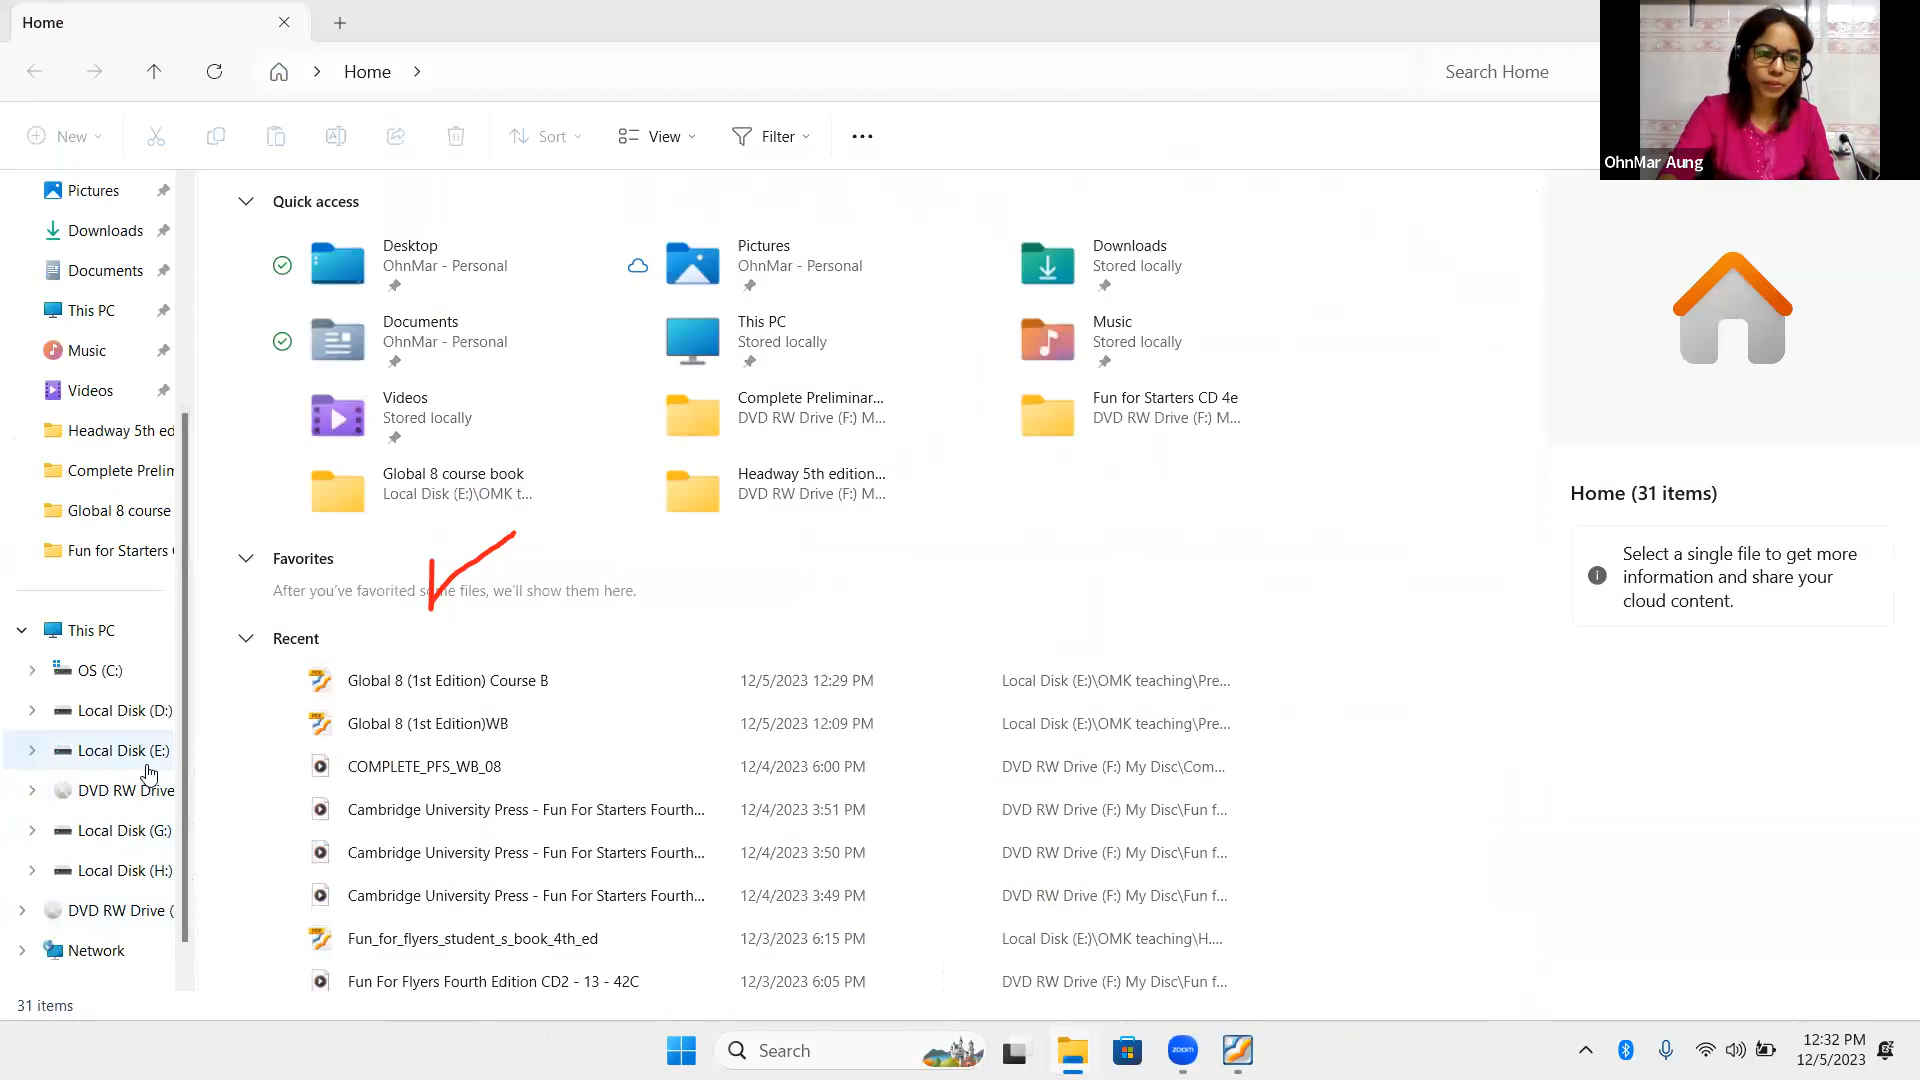 Home
Home
Search Home
OhnMar Aung
New
Sort
View
Filter
Pictures
Downloads
Documents
This PC
Music
Videos
Headway 5th ed
Complete Prelim
Global 8 course
Fun for Starters
This PC
OS (C:)
Local Disk (D:)
Local Disk (E:)
DVD RW Drive
Local Disk (G:)
Local Disk (H:)
DVD RW Drive (
Network
31 items
Quick access
Desktop
OhnMar - Personal
Pictures
OhnMar - Personal
Downloads
Stored locally
Documents
OhnMar - Personal
This PC
Stored locally
Music
Stored locally
Videos
Stored locally
Complete Preliminar...
DVD RW Drive (F:) M...
Fun for Starters CD 4e
DVD RW Drive (F:) M...
Global 8 course book
Local Disk (E:)\OMK t...
Headway 5th edition...
DVD RW Drive (F:) M...
Favorites
After you've favorited some files, we'll show them here.
Recent
Global 8 (1st Edition) Course B 12/5/2023 12:29 PM Local Disk (E:)\OMK teaching\Pre...
Global 8 (1st Edition)WB 12/5/2023 12:09 PM Local Disk (E:)\OMK teaching\Pre...
COMPLETE_PFS_WB_08 12/4/2023 6:00 PM DVD RW Drive (F:) My Disc\Com...
Cambridge University Press - Fun For Starters Fourth... 12/4/2023 3:51 PM DVD RW Drive (F:) My Disc\Fun f...
Cambridge University Press - Fun For Starters Fourth... 12/4/2023 3:50 PM DVD RW Drive (F:) My Disc\Fun f...
Cambridge University Press - Fun For Starters Fourth... 12/4/2023 3:49 PM DVD RW Drive (F:) My Disc\Fun f...
Fun_for_flyers_student_s_book_4th_ed 12/3/2023 6:15 PM Local Disk (E:)\OMK teaching\H....
Fun For Flyers Fourth Edition CD2 - 13 - 42C 12/3/2023 6:05 PM DVD RW Drive (F:) My Disc\Fun f...
Home (31 items)
Select a single file to get more
information and share your
cloud content.
Search
zoom
12:32 PM
12/5/2023